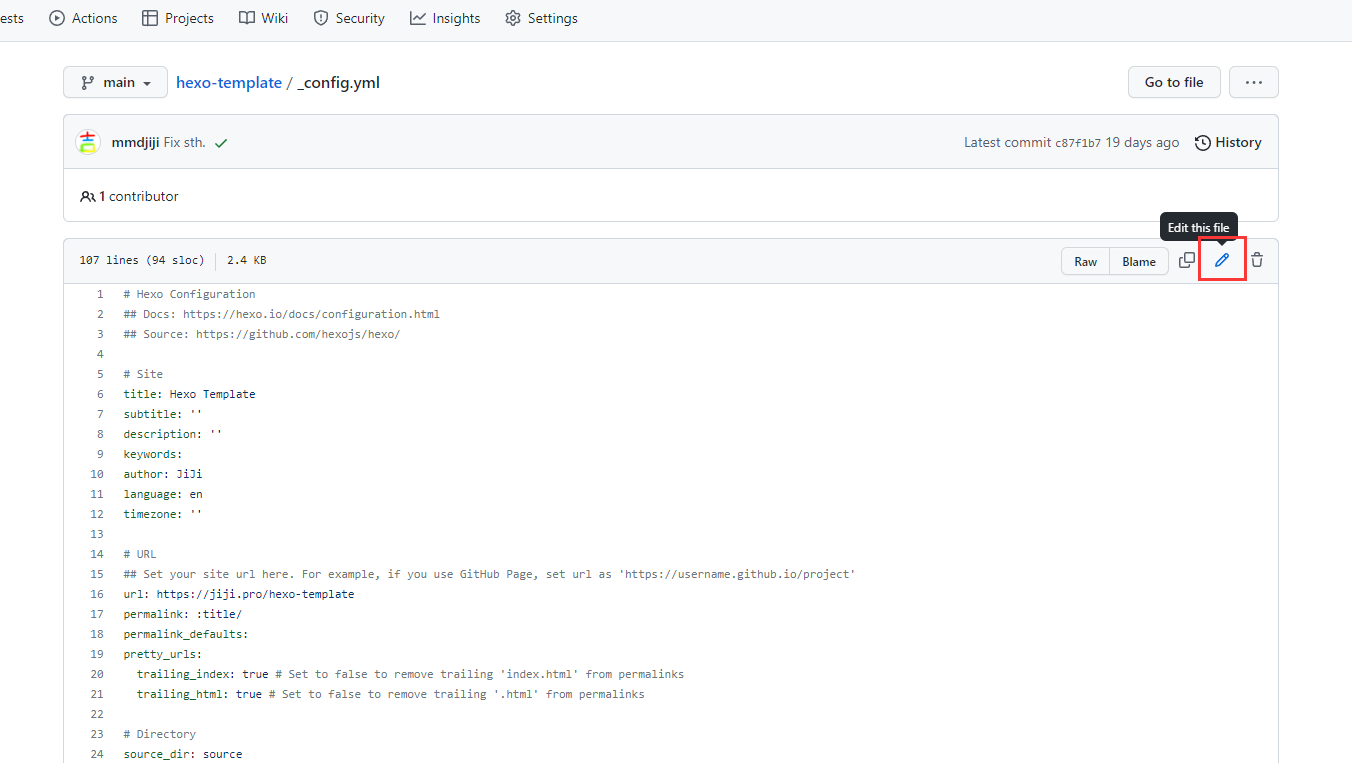 ests Actions Projects Wiki Security Insights Settings
main hexo-template / _config.yml Go to file ...
吉 mmdjiji Fix sth. Latest commit c87f1b7 19 days ago History
1 contributor
Edit this file
107 lines (94 sloc) 2.4 KB Raw Blame
1 # Hexo Configuration
2 ## Docs: https://hexo.io/docs/configuration.html
3 ## Source: https://github.com/hexojs/hexo/
4
5 # Site
6 title: Hexo Template
7 subtitle: ''
8 description: ''
9 keywords:
10 author: JiJi
11 language: en
12 timezone: ''
13
14 # URL
15 ## Set your site url here. For example, if you use GitHub Page, set url as 'https://username.github.io/project'
16 url: https://jiji.pro/hexo-template
17 permalink: :title/
18 permalink_defaults:
19 pretty_urls:
20   trailing_index: true # Set to false to remove trailing 'index.html' from permalinks
21   trailing_html: true # Set to false to remove trailing '.html' from permalinks
22
23 # Directory
24 source_dir: source